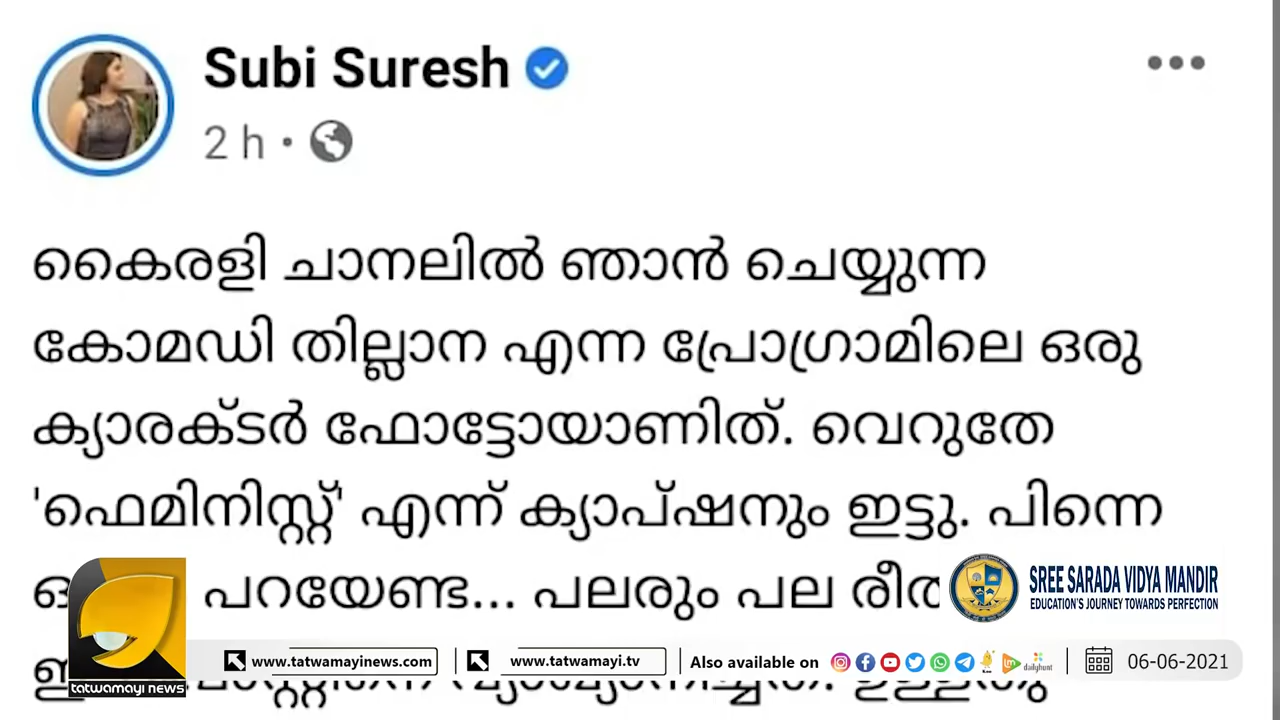 Subi Suresh
2 h
കൈരളി ചാനലിൽ ഞാൻ ചെയ്യുന്ന
കോമഡി തില്ലാന എന്ന പ്രോഗ്രാമിലെ ഒരു
ക്യാരക്ടർ ഫോട്ടോയാണിത്. വെറുതേ
'ഫെമിനിസ്റ്റ്' എന്ന് ക്യാപ്ഷനും ഇട്ടു. പിന്നെ
പറയേണ്ട... പലരും പല
SREE SARADA VIDYA MANDIR
EDUCATION'S JOURNEY TOWARDS PERFECTION
tatwamayi news
www.tatwamayinews.com
www.tatwamayi.tv
Also available on
dailyhunt
06-06-2021